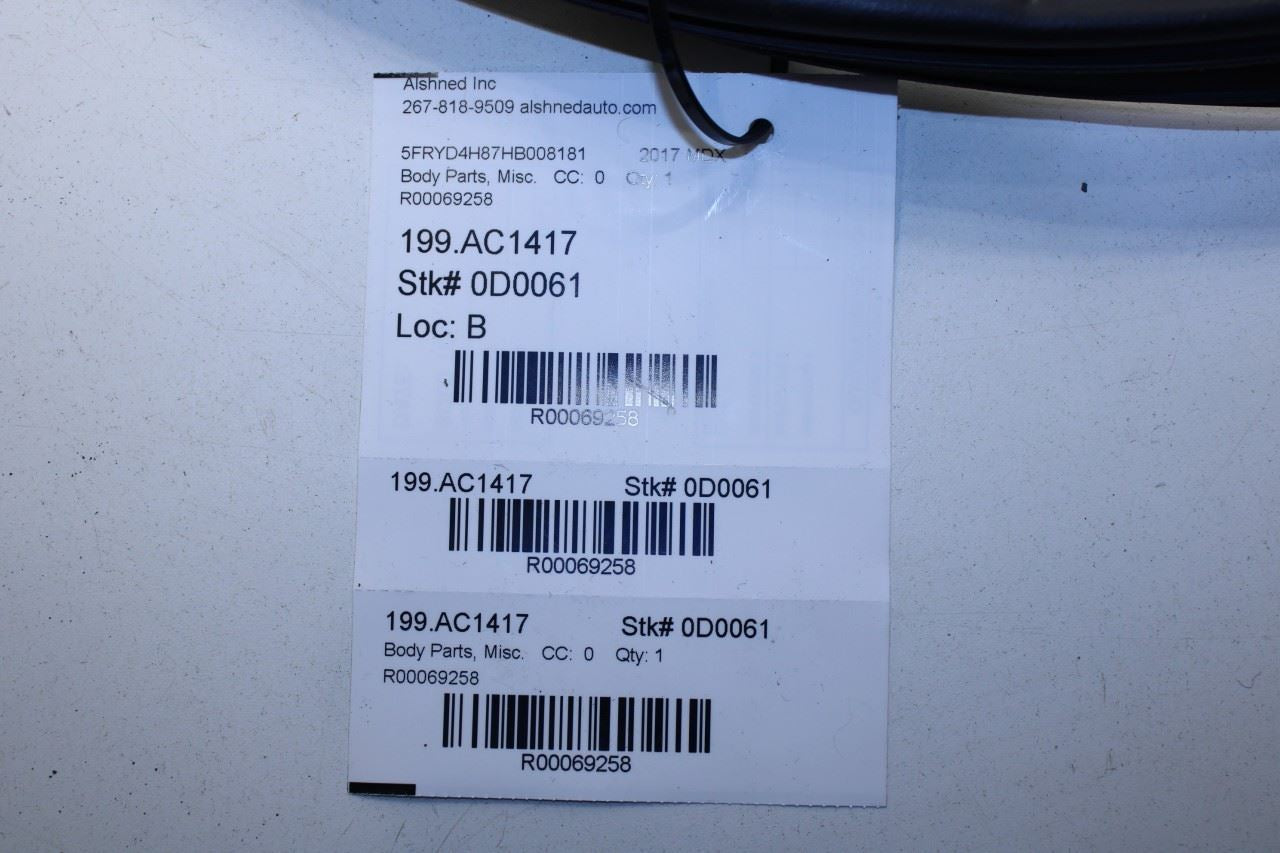 Alshned Inc
267-818-9509 alshnedauto.com
5FRYD4H87HB008181 2017 MDX
Body Parts, Misc. CC: 0 Qty: 1
R00069258
199.AC1417
Stk# 0D0061
Loc: B
R00069258
199.AC1417 Stk# 0D0061
R00069258
199.AC1417 Stk# 0D0061
Body Parts, Misc. CC: 0 Qty: 1
R00069258
R00069258